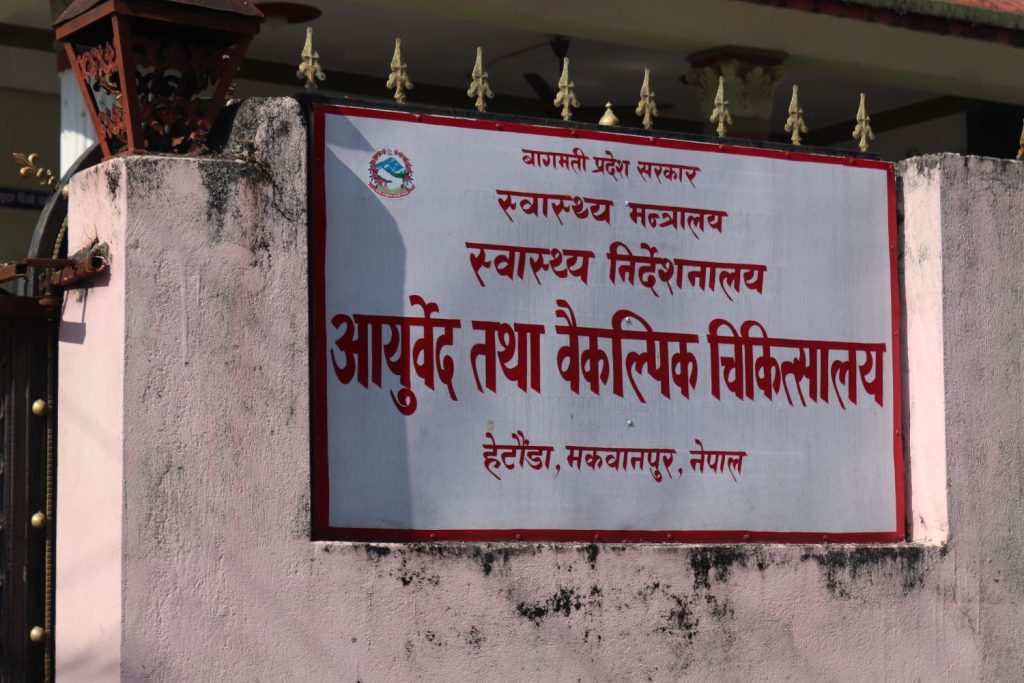 बागमती प्रदेश सरकार
स्वास्थ्य मन्त्रालय
स्वास्थ्य निर्देशनालय
आयुर्वेद तथा वैकल्पिक चिकित्सालय
हेटौंडा, मकवानपुर, नेपाल